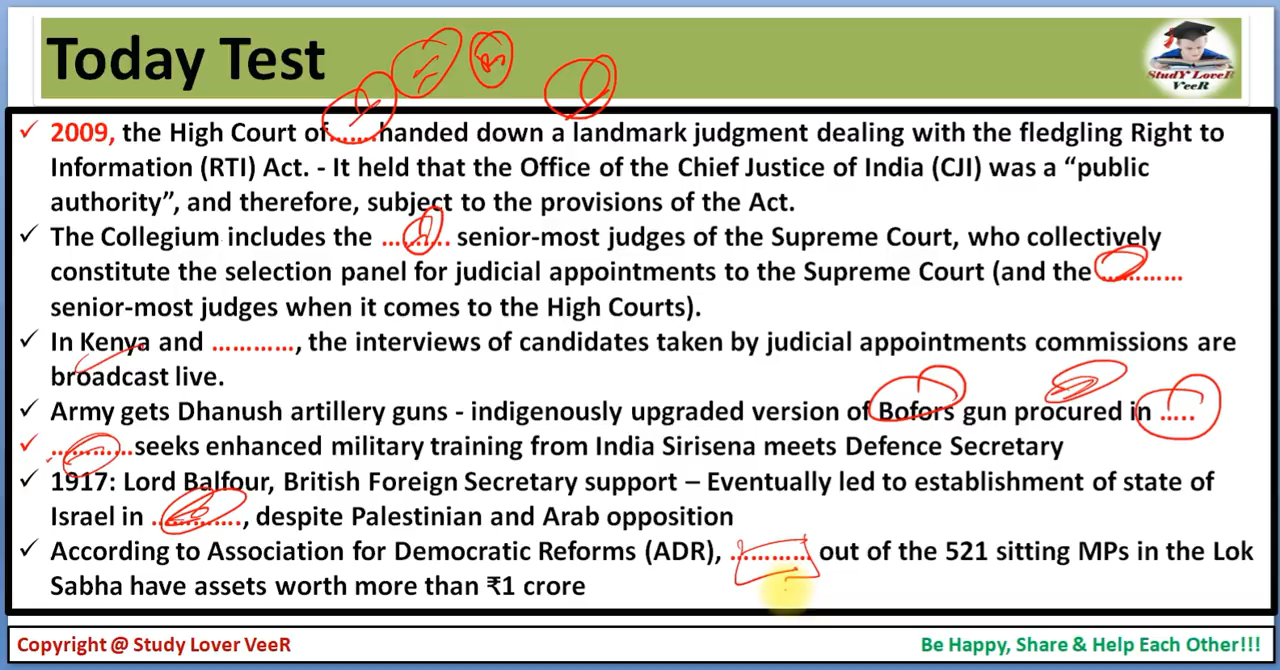 Today Test
StudY LoveR
VeeR
✓ 2009, the High Court of ......handed down a landmark judgment dealing with the fledgling Right to
Information (RTI) Act. - It held that the Office of the Chief Justice of India (CJI) was a “public
authority”, and therefore, subject to the provisions of the Act.
✓ The Collegium includes the ......... senior-most judges of the Supreme Court, who collectively
constitute the selection panel for judicial appointments to the Supreme Court (and the ............
senior-most judges when it comes to the High Courts).
✓ In Kenya and ............, the interviews of candidates taken by judicial appointments commissions are
broadcast live.
✓ Army gets Dhanush artillery guns - indigenously upgraded version of Bofors gun procured in .....
✓ ............seeks enhanced military training from India Sirisena meets Defence Secretary
✓ 1917: Lord Balfour, British Foreign Secretary support – Eventually led to establishment of state of
Israel in ............., despite Palestinian and Arab opposition
✓ According to Association for Democratic Reforms (ADR), ............ out of the 521 sitting MPs in the Lok
Sabha have assets worth more than ₹1 crore
Copyright @ Study Lover VeeR
Be Happy, Share & Help Each Other!!!